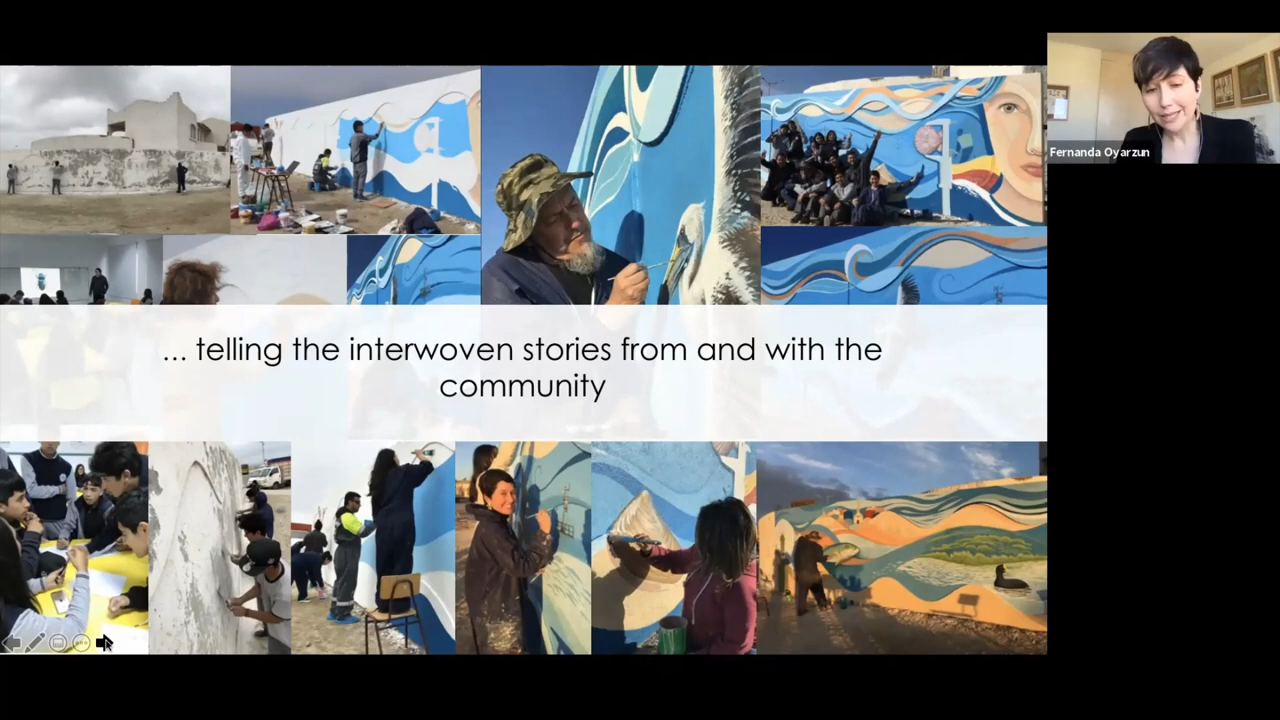 Fernanda Oyarzun
... telling the interwoven stories from and with the
community